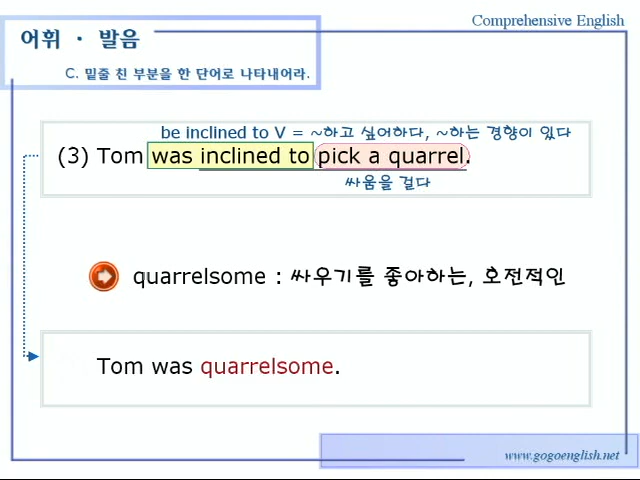 Comprehensive English
어휘 · 발음
C. 밑줄 친 부분을 한 단어로 나타내어라.
be inclined to V = ~하고 싶어하다, ~하는 경향이 있다
(3) Tom was inclined to pick a quarrel.
싸움을 걸다
quarrelsome : 싸우기를 좋아하는, 호전적인
Tom was quarrelsome.
www.gogoenglish.net